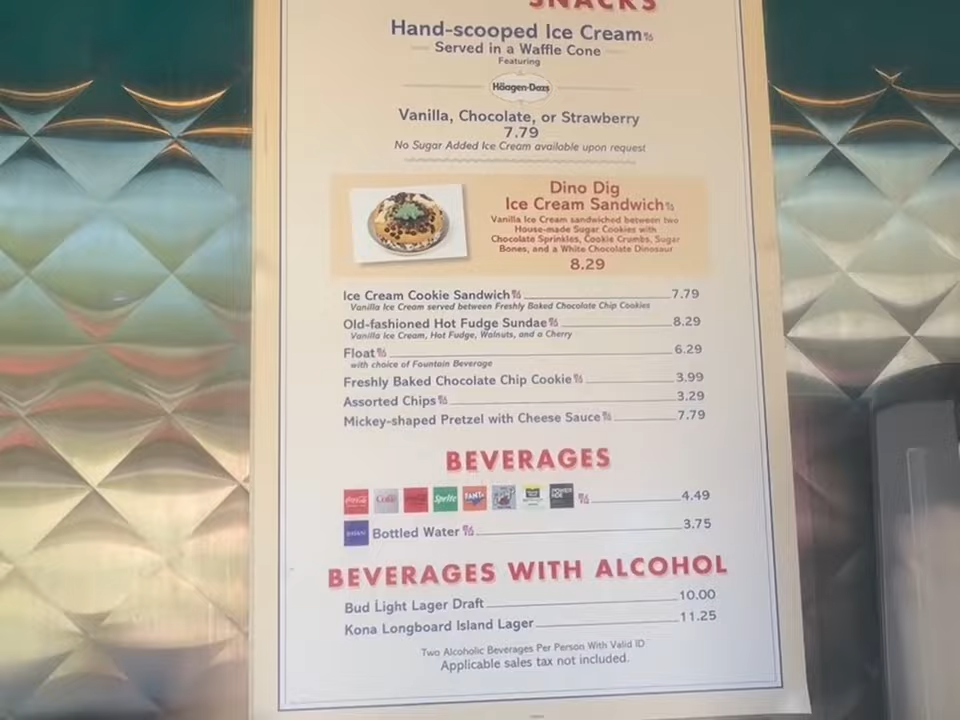 SNACKS
Hand-scooped Ice Cream
Served in a Waffle Cone
Featuring
Häagen-Dazs
Vanilla, Chocolate, or Strawberry
7.79
No Sugar Added Ice Cream available upon request
Dino Dig
Ice Cream Sandwich
Vanilla Ice Cream sandwiched between two
House-made Sugar Cookies with
Chocolate Sprinkles, Cookie Crumbs, Sugar
Bones, and a White Chocolate Dinosaur
8.29
Ice Cream Cookie Sandwich 7.79
Vanilla Ice Cream served between Freshly Baked Chocolate Chip Cookies
Old-fashioned Hot Fudge Sundae 8.29
Vanilla Ice Cream, Hot Fudge, Walnuts, and a Cherry
Float 6.29
with choice of Fountain Beverage
Freshly Baked Chocolate Chip Cookie 3.99
Assorted Chips 3.29
Mickey-shaped Pretzel with Cheese Sauce 7.79
BEVERAGES
Coke Sprite FANTA 4.49
DASANI Bottled Water 3.75
BEVERAGES WITH ALCOHOL
Bud Light Lager Draft 10.00
Kona Longboard Island Lager 11.25
Two Alcoholic Beverages Per Person With Valid ID
Applicable sales tax not included.